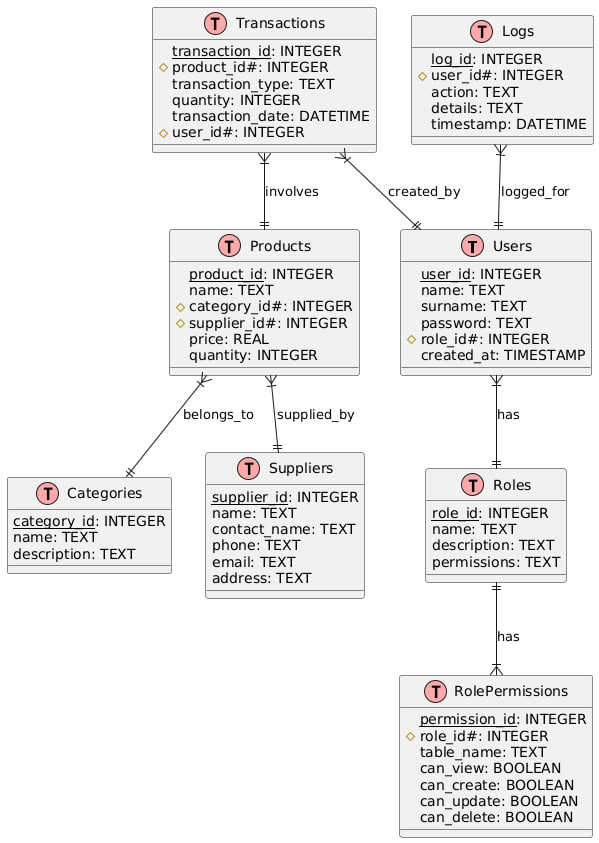 T Transactions
transaction_id: INTEGER
product_id#: INTEGER
transaction_type: TEXT
quantity: INTEGER
transaction_date: DATETIME
user_id#: INTEGER
T Logs
log_id: INTEGER
user_id#: INTEGER
action: TEXT
details: TEXT
timestamp: DATETIME
involves
created_by
logged_for
T Products
product_id: INTEGER
name: TEXT
category_id#: INTEGER
supplier_id#: INTEGER
price: REAL
quantity: INTEGER
T Users
user_id: INTEGER
name: TEXT
surname: TEXT
password: TEXT
role_id#: INTEGER
created_at: TIMESTAMP
belongs_to
supplied_by
has
T Categories
category_id: INTEGER
name: TEXT
description: TEXT
T Suppliers
supplier_id: INTEGER
name: TEXT
contact_name: TEXT
phone: TEXT
email: TEXT
address: TEXT
T Roles
role_id: INTEGER
name: TEXT
description: TEXT
permissions: TEXT
has
T RolePermissions
permission_id: INTEGER
role_id#: INTEGER
table_name: TEXT
can_view: BOOLEAN
can_create: BOOLEAN
can_update: BOOLEAN
can_delete: BOOLEAN